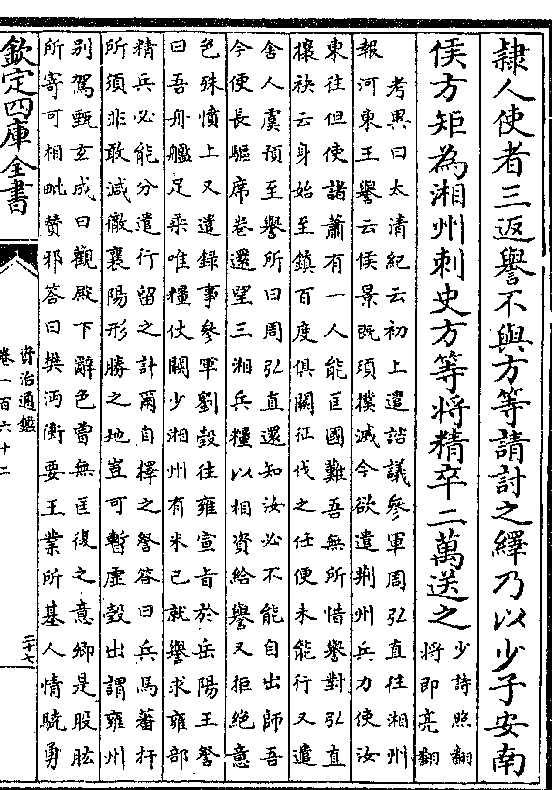 隷人使者三返譽不與方等請討之繹乃以少子安南
侯方矩為湘州刺史方等將精卒二萬送之
少詩照翻
將即亮翻
考異曰太清紀云初上遣諮議參軍周弘直往湘州
報河東王譽云侯景既須撲滅今欲遣荆州兵力使汝
東往但使諸蕭有一人能匡國難吾無所惜譽對弘直
攘袂云身始至鎮百度俱闕征伐之任便未能行又遣
舍人虞預至譽所曰周弘直還知汝必不能自出師吾
今便長驅席卷還望三湘兵糧以相資給譽又拒絶意
色殊憤上又遣録事參軍劉瑴往雍宣旨於岳陽王詧
曰吾舟艦足乘唯糧仗闕少湘州有米已就譽求雍部
精兵必能分遣行留之計爾自擇之詧答曰兵馬蕃扞
所須非敢減徹襄陽形勝之地豈可暫虚瑴出謂雍州
别駕甄玄成曰觀殿下辭色曾無匡復之意卿是股肱
所寄可相毗贊邪答曰樊沔衝要王業所基人情驍勇
欽定四庫全書
資治通鑑
卷一百六十二
二十七